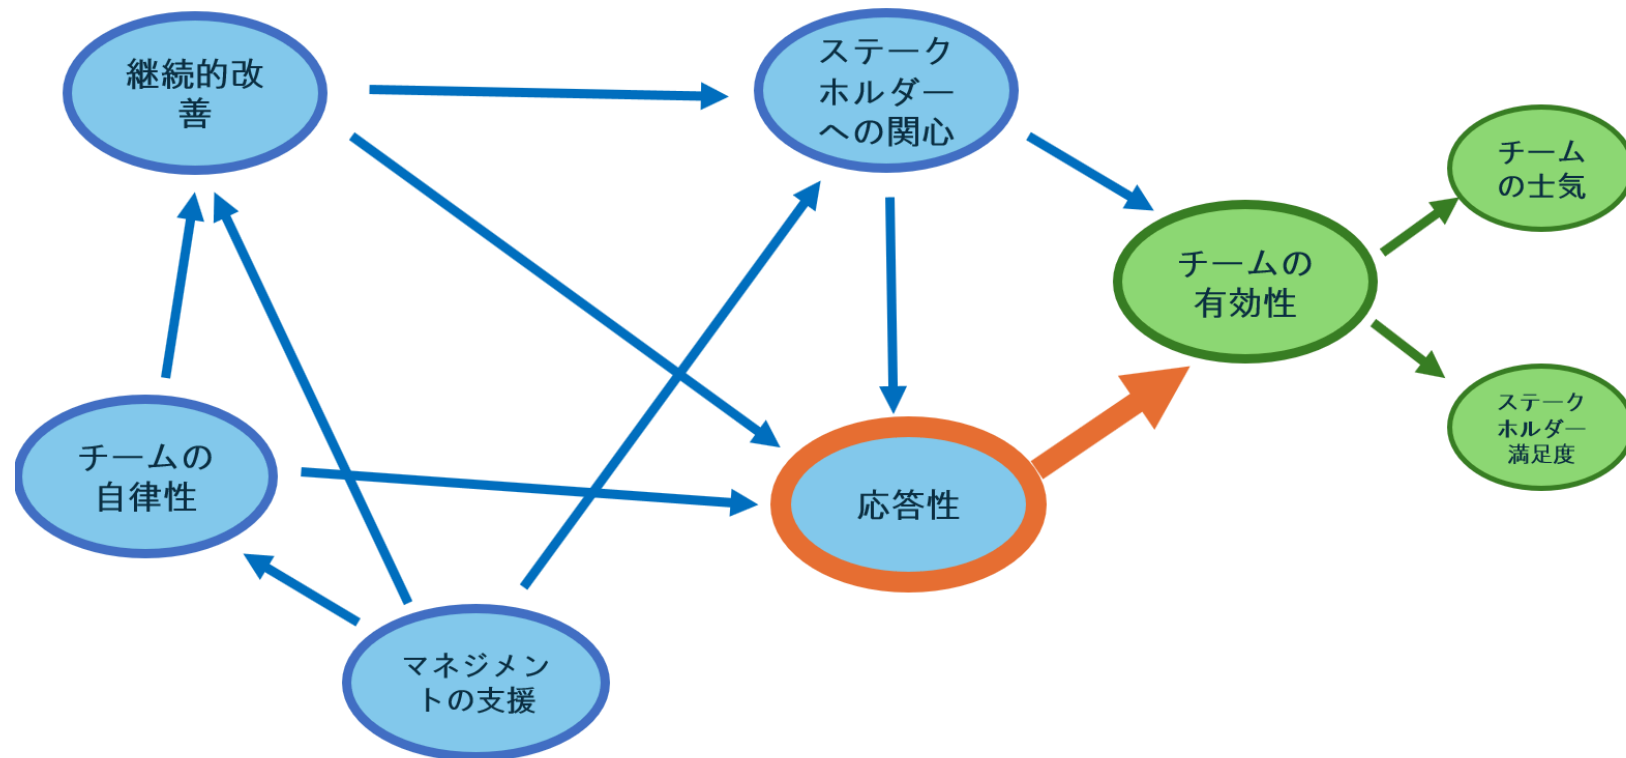 継続的改
善
ステーク
ホルダー
への関心
チーム
の士気
チームの
有効性
ステーク
ホルダー
満足度
チームの
自律性
応答性
マネジメン
トの支援